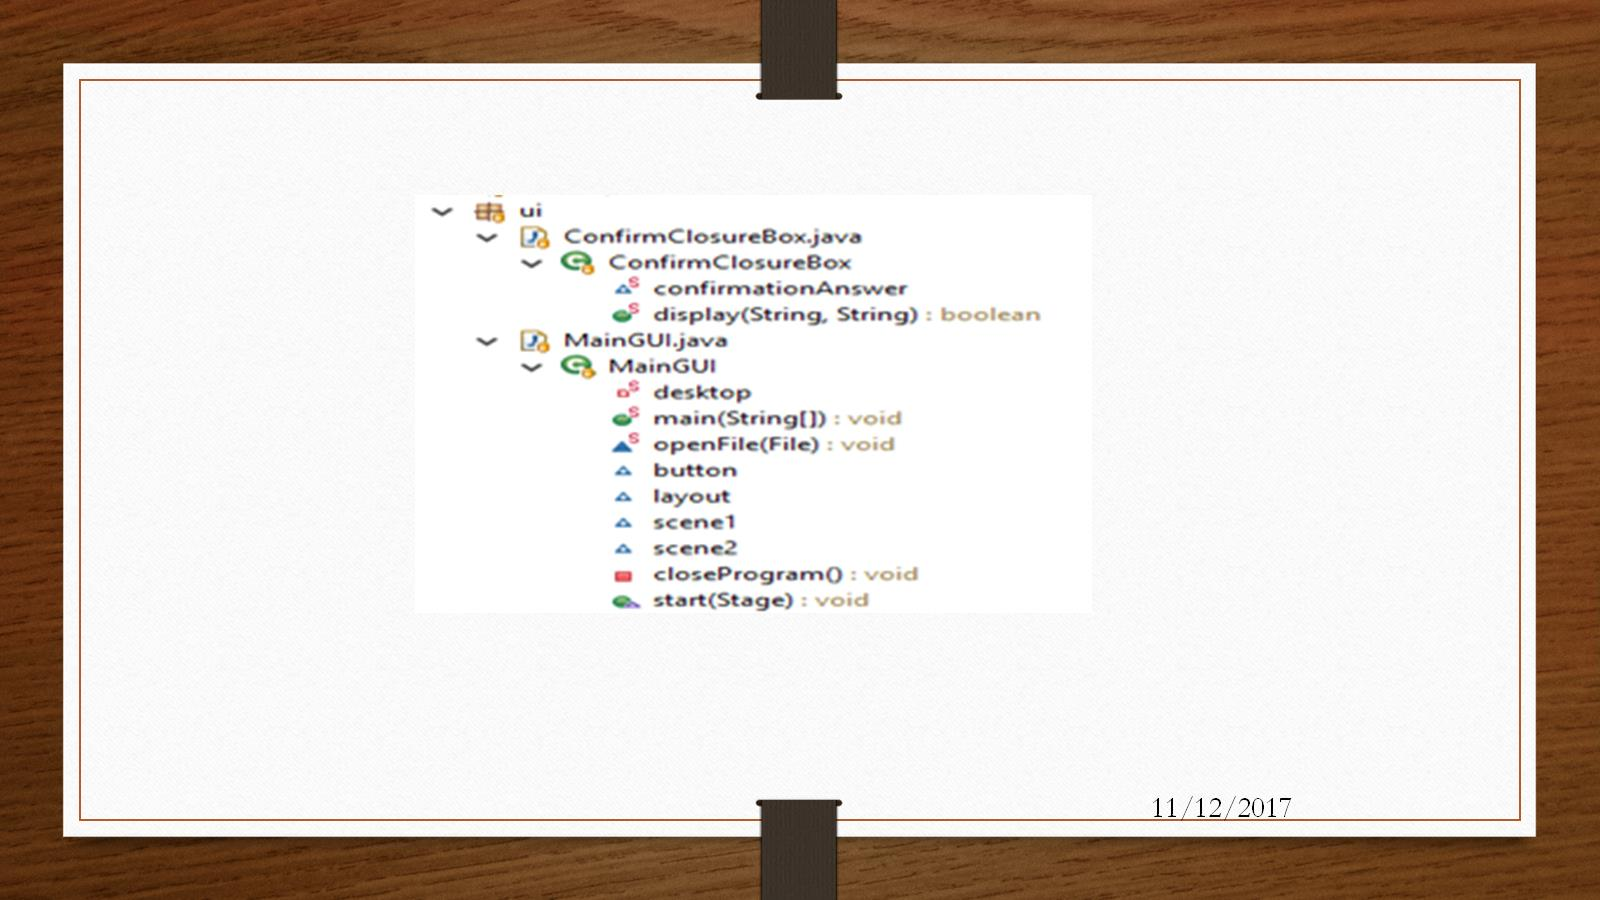 ui
ConfirmClosureBox.java
ConfirmClosureBox
confirmationAnswer
display(String, String) : boolean
MainGUI.java
MainGUI
desktop
main(String[]) : void
openFile(File) : void
button
layout
scene1
scene2
closeProgram() : void
start(Stage) : void
11/12/2017